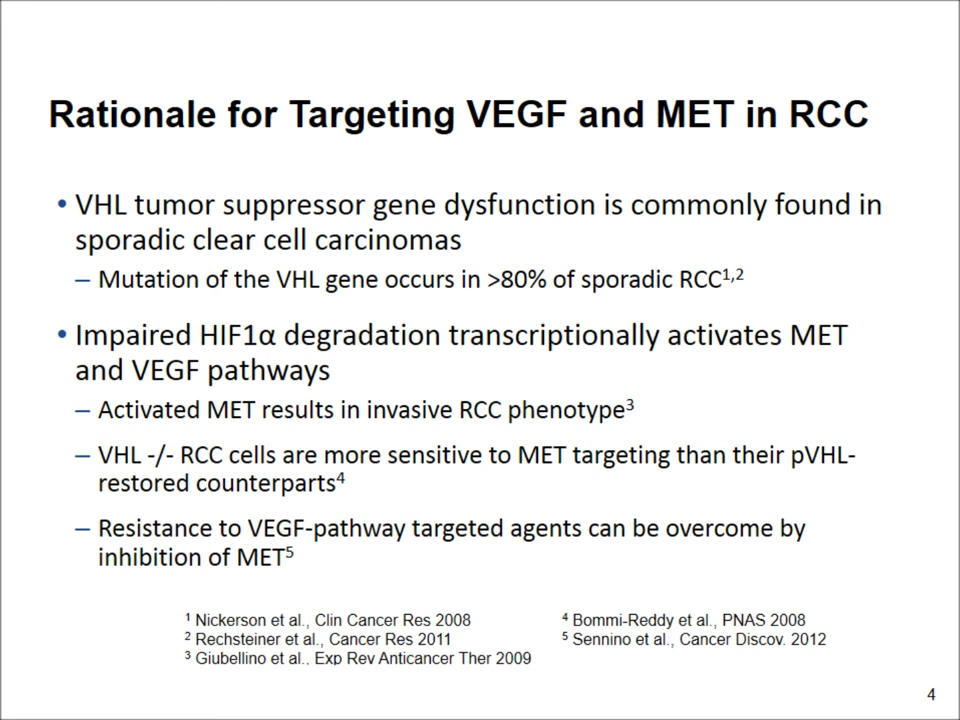 Rationale for Targeting VEGF and MET in RCC
• VHL tumor suppressor gene dysfunction is commonly found in
sporadic clear cell carcinomas
– Mutation of the VHL gene occurs in >80% of sporadic RCC1,2
• Impaired HIF1α degradation transcriptionally activates MET
and VEGF pathways
– Activated MET results in invasive RCC phenotype3
– VHL -/- RCC cells are more sensitive to MET targeting than their pVHL-
restored counterparts4
– Resistance to VEGF-pathway targeted agents can be overcome by
inhibition of MET5
1 Nickerson et al., Clin Cancer Res 2008
2 Rechsteiner et al., Cancer Res 2011
3 Giubellino et al., Exp Rev Anticancer Ther 2009
4 Bommi-Reddy et al., PNAS 2008
5 Sennino et al., Cancer Discov. 2012
4